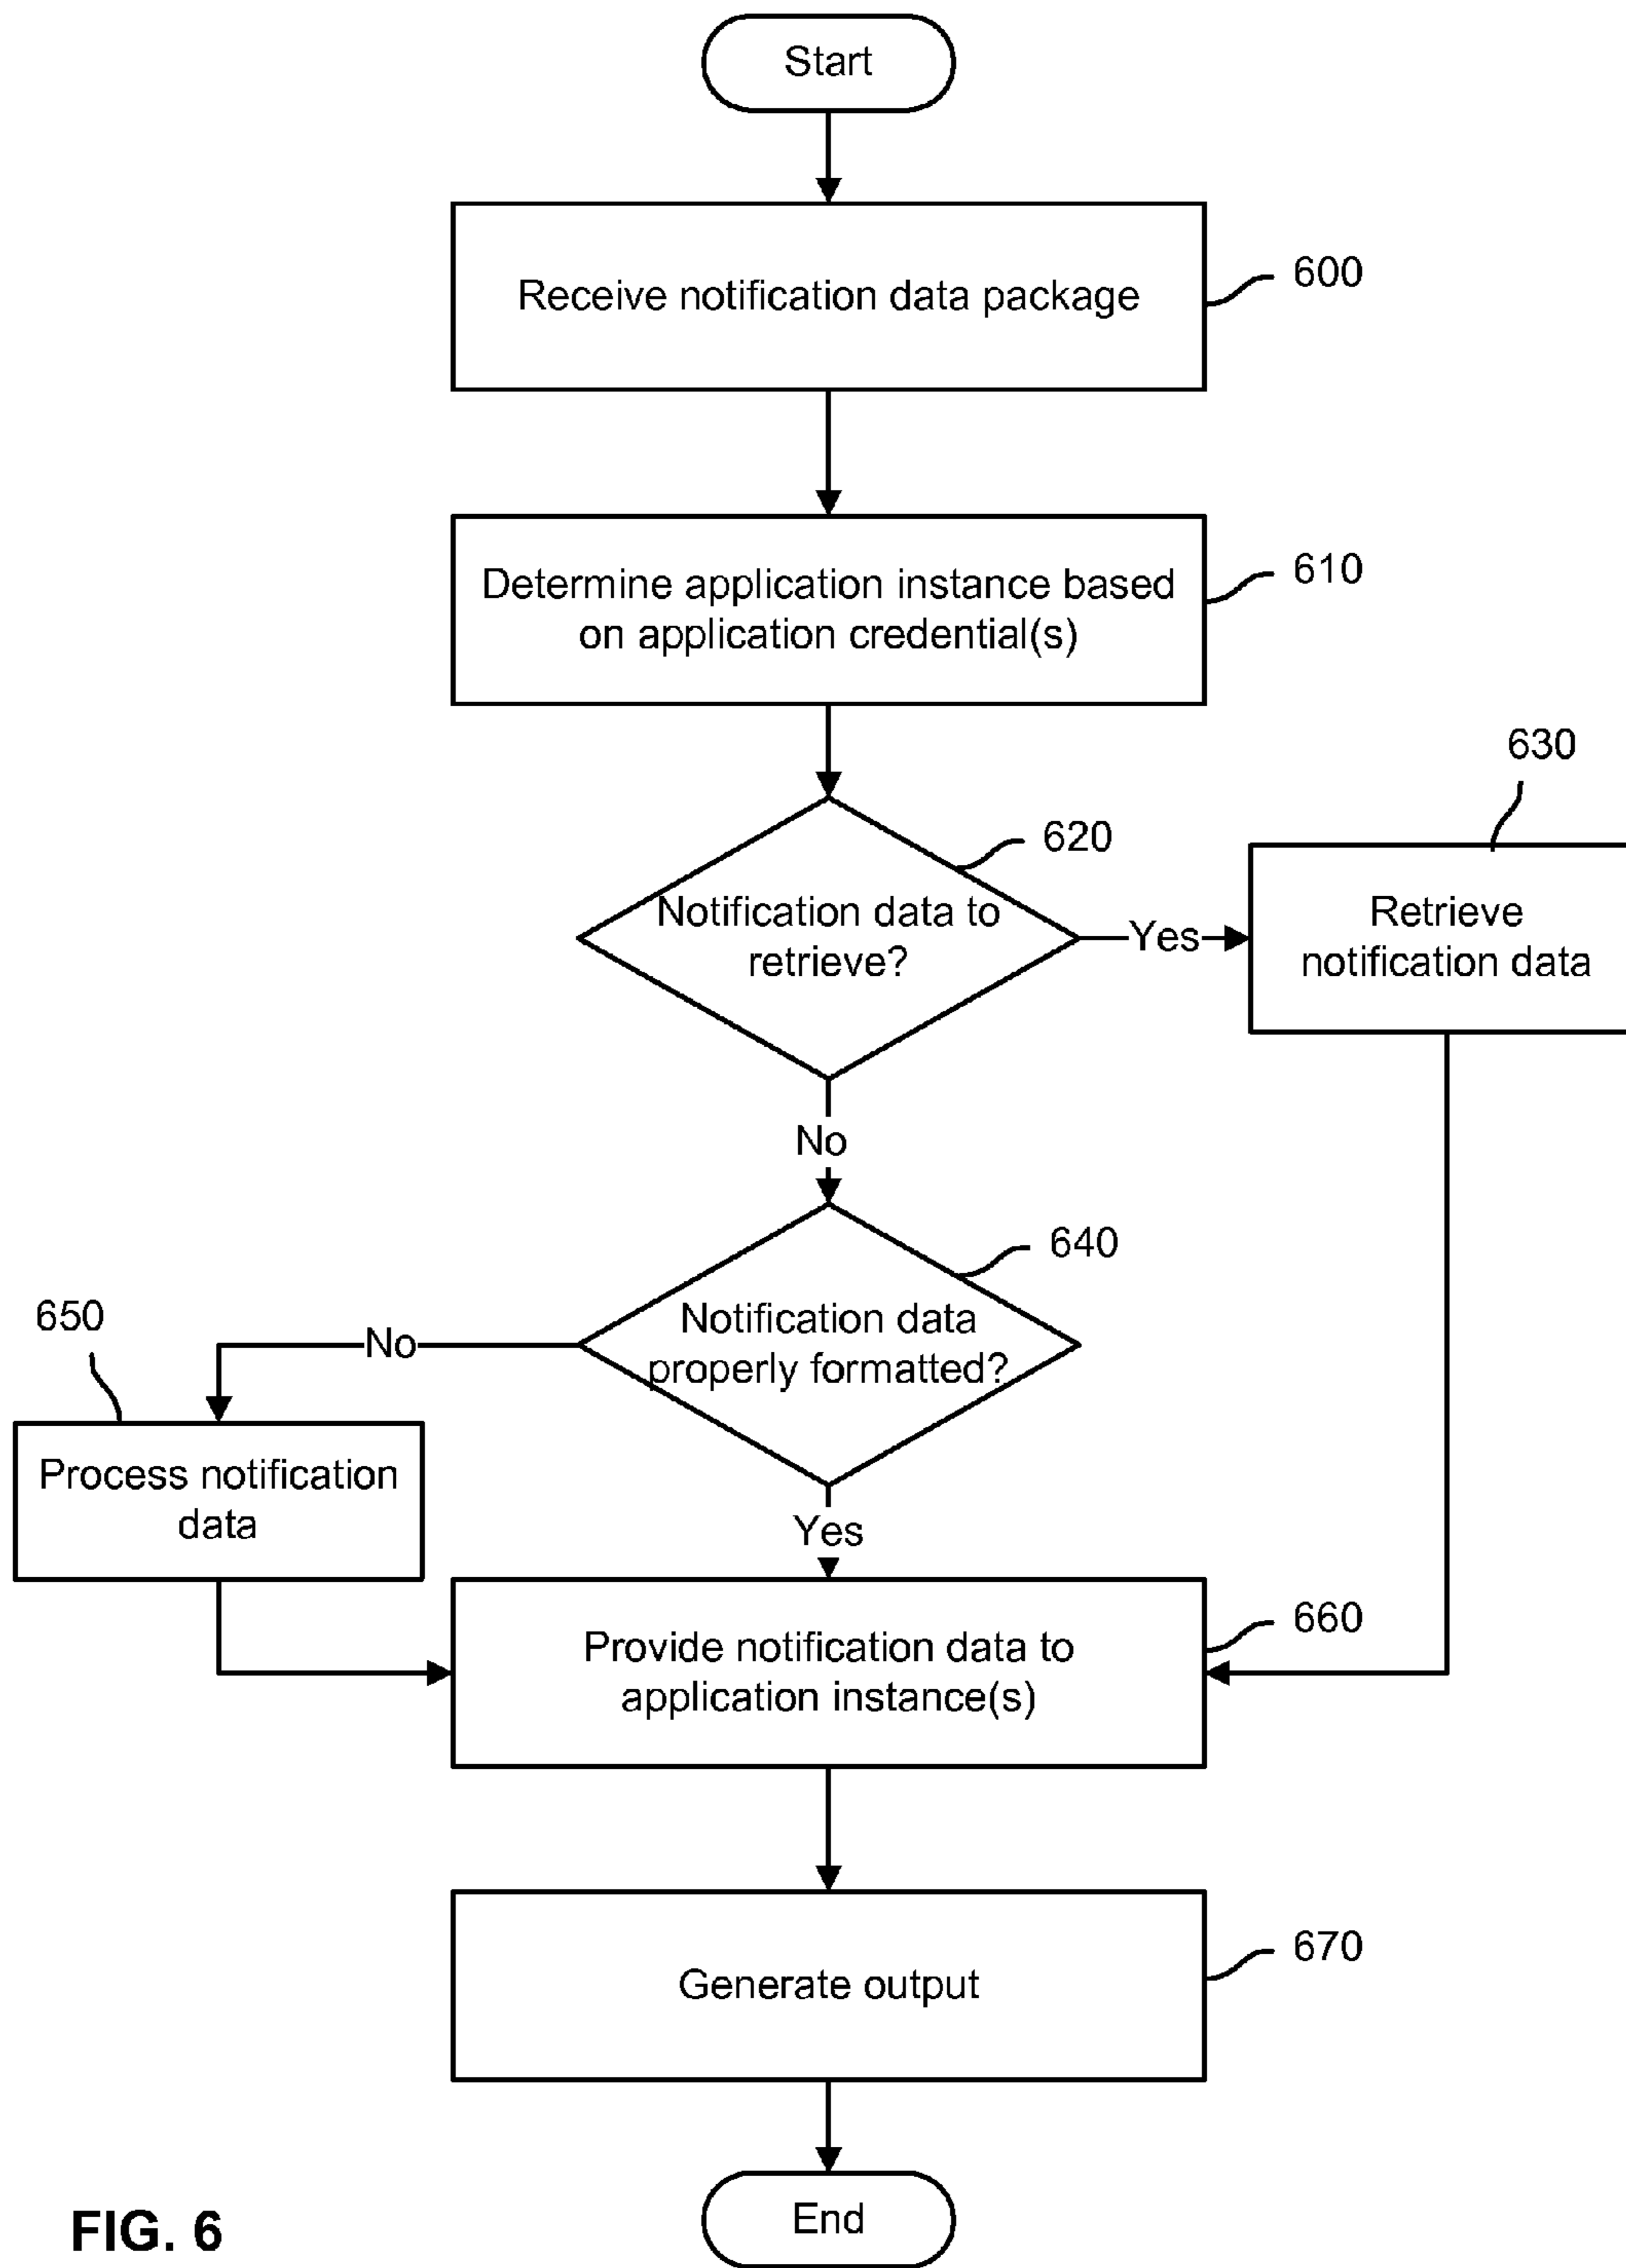 Start
Receive notification data package
600
Determine application instance based
on application credential(s)
610
630
620
Notification data to
retrieve?
Yes
Retrieve
notification data
No
640
650
No
Notification data
properly formatted?
Process notification
data
Yes
660
Provide notification data to
application instance(s)
670
Generate output
End
FIG. 6